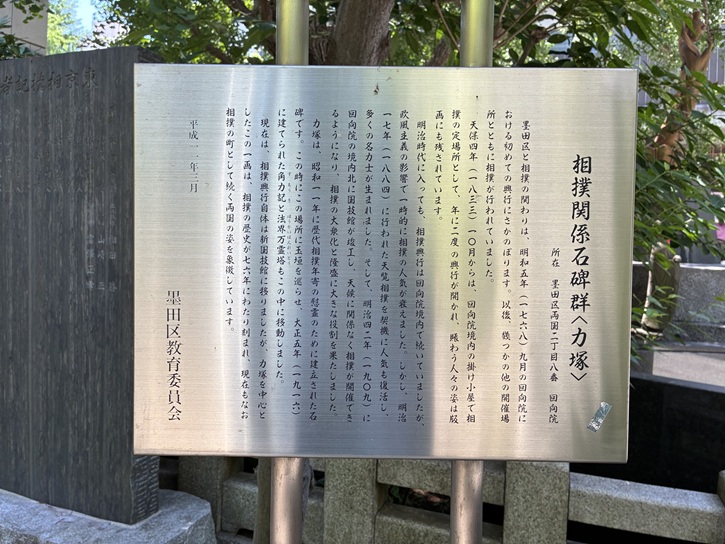 相撲関係石碑群〈力塚〉
所在 墨田区両国二丁目八番 回向院
墨田区と相撲の関わりは、明和五年（一七六八）九月の回向院に
おける初めての興行にさかのぼります。以後、幾つかの他の開催場
所とともに相撲が行われていました。
天保四年（一八三三）一〇月からは、回向院境内の掛け小屋で相
撲の定場所として、年に二度の興行が開かれ、賑わう人々の姿は版
画にも残されています。
明治時代に入っても、相撲興行は回向院境内で続いていましたが、
欧風主義の影響で一時的に相撲の人気が衰えました。しかし、明治
一七年（一八八四）に行われた天覧相撲を契機に人気も復活し、
多くの名力士が生まれました。そして、明治四二年（一九〇九）に
回向院の境内北に国技館が竣工し、天候に関係なく相撲が開催でき
るようになり、相撲の大衆化と隆盛に大きな役割を果たしました。
力塚は、昭和一一年に歴代相撲年寄の慰霊のために建立された石
碑です。この時にこの場所に玉垣を巡らせ、大正五年（一九一六）
に建てられた角力記と法界万霊塔もこの中に移動しました。
現在は、相撲興行自体は新国技館に移りましたが、力塚を中心と
したこの一画は、相撲の歴史が七六年にわたり刻まれ、現在もなお
相撲の町として続く両国の姿を象徴しています。
平成一一年三月
墨田区教育委員会